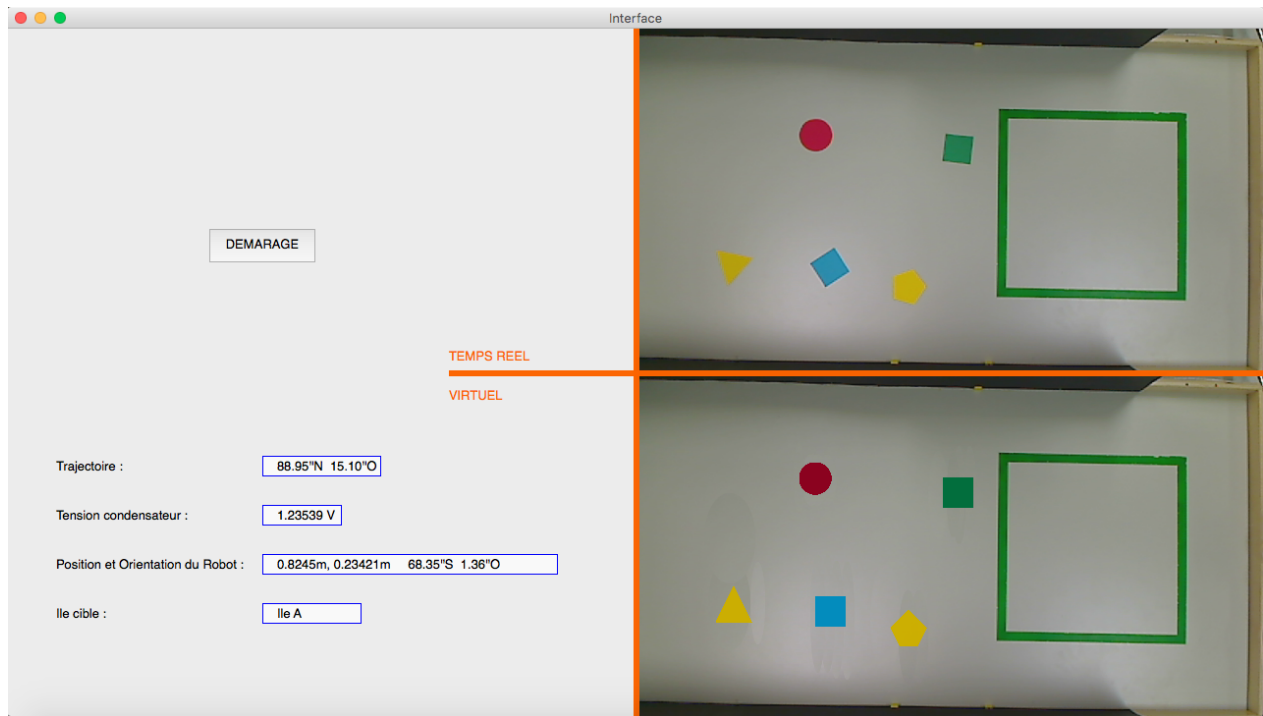 Interface
DEMARAGE
TEMPS REEL
VIRTUEL
Trajectoire : 88.95"N 15.10"O
Tension condensateur : 1.23539 V
Position et Orientation du Robot : 0.8245m, 0.23421m 68.35"S 1.36"O
Ile cible : Ile A